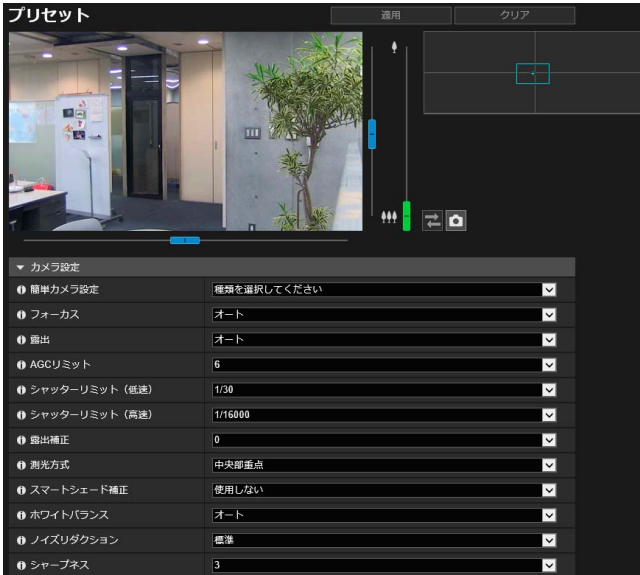 プリセット
適用
クリア
カメラ設定
簡単カメラ設定 種類を選択してください
フォーカス オート
露出 オート
AGCリミット 6
シャッターリミット（低速） 1/30
シャッターリミット（高速） 1/16000
露出補正 0
測光方式 中央部重点
スマートシェード補正 使用しない
ホワイトバランス オート
ノイズリダクション 標準
シャープネス 3